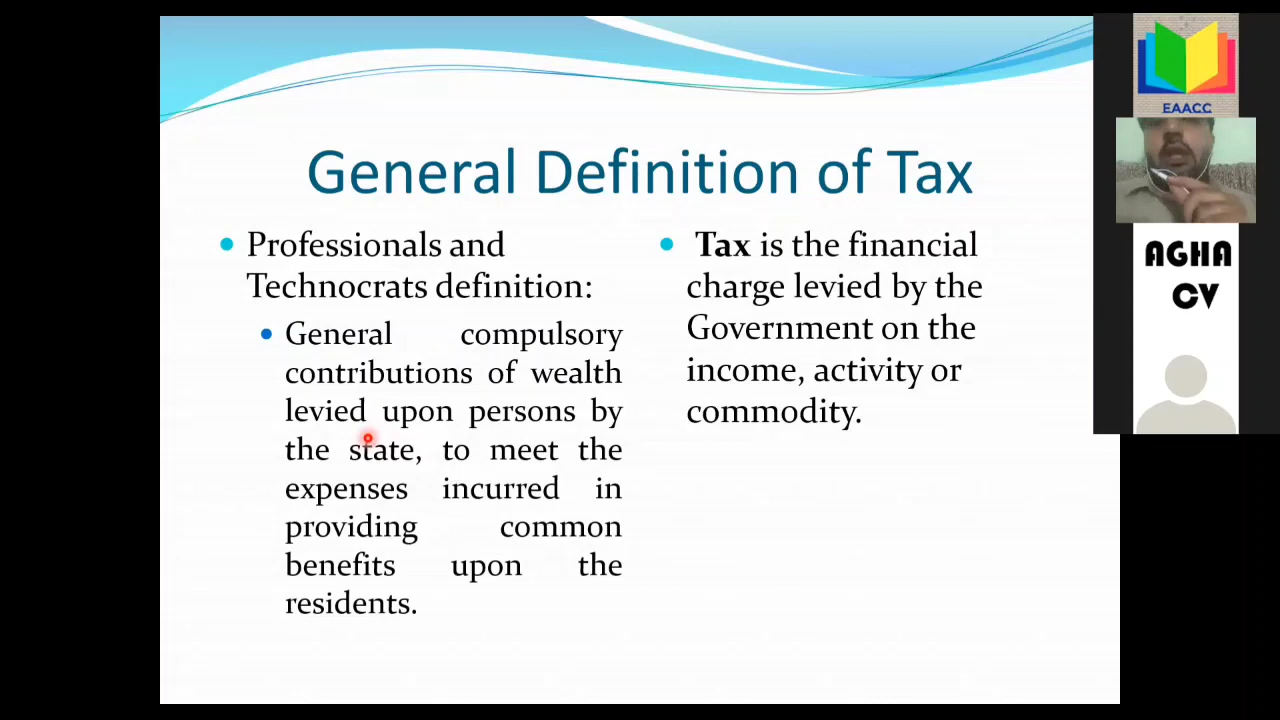 General Definition of Tax
Professionals and
Technocrats definition:
General compulsory
contributions of wealth
levied upon persons by
the state, to meet the
expenses incurred in
providing common
benefits upon the
residents.
Tax is the financial
charge levied by the
Government on the
income, activity or
commodity.
EAACC
AGHA
CV